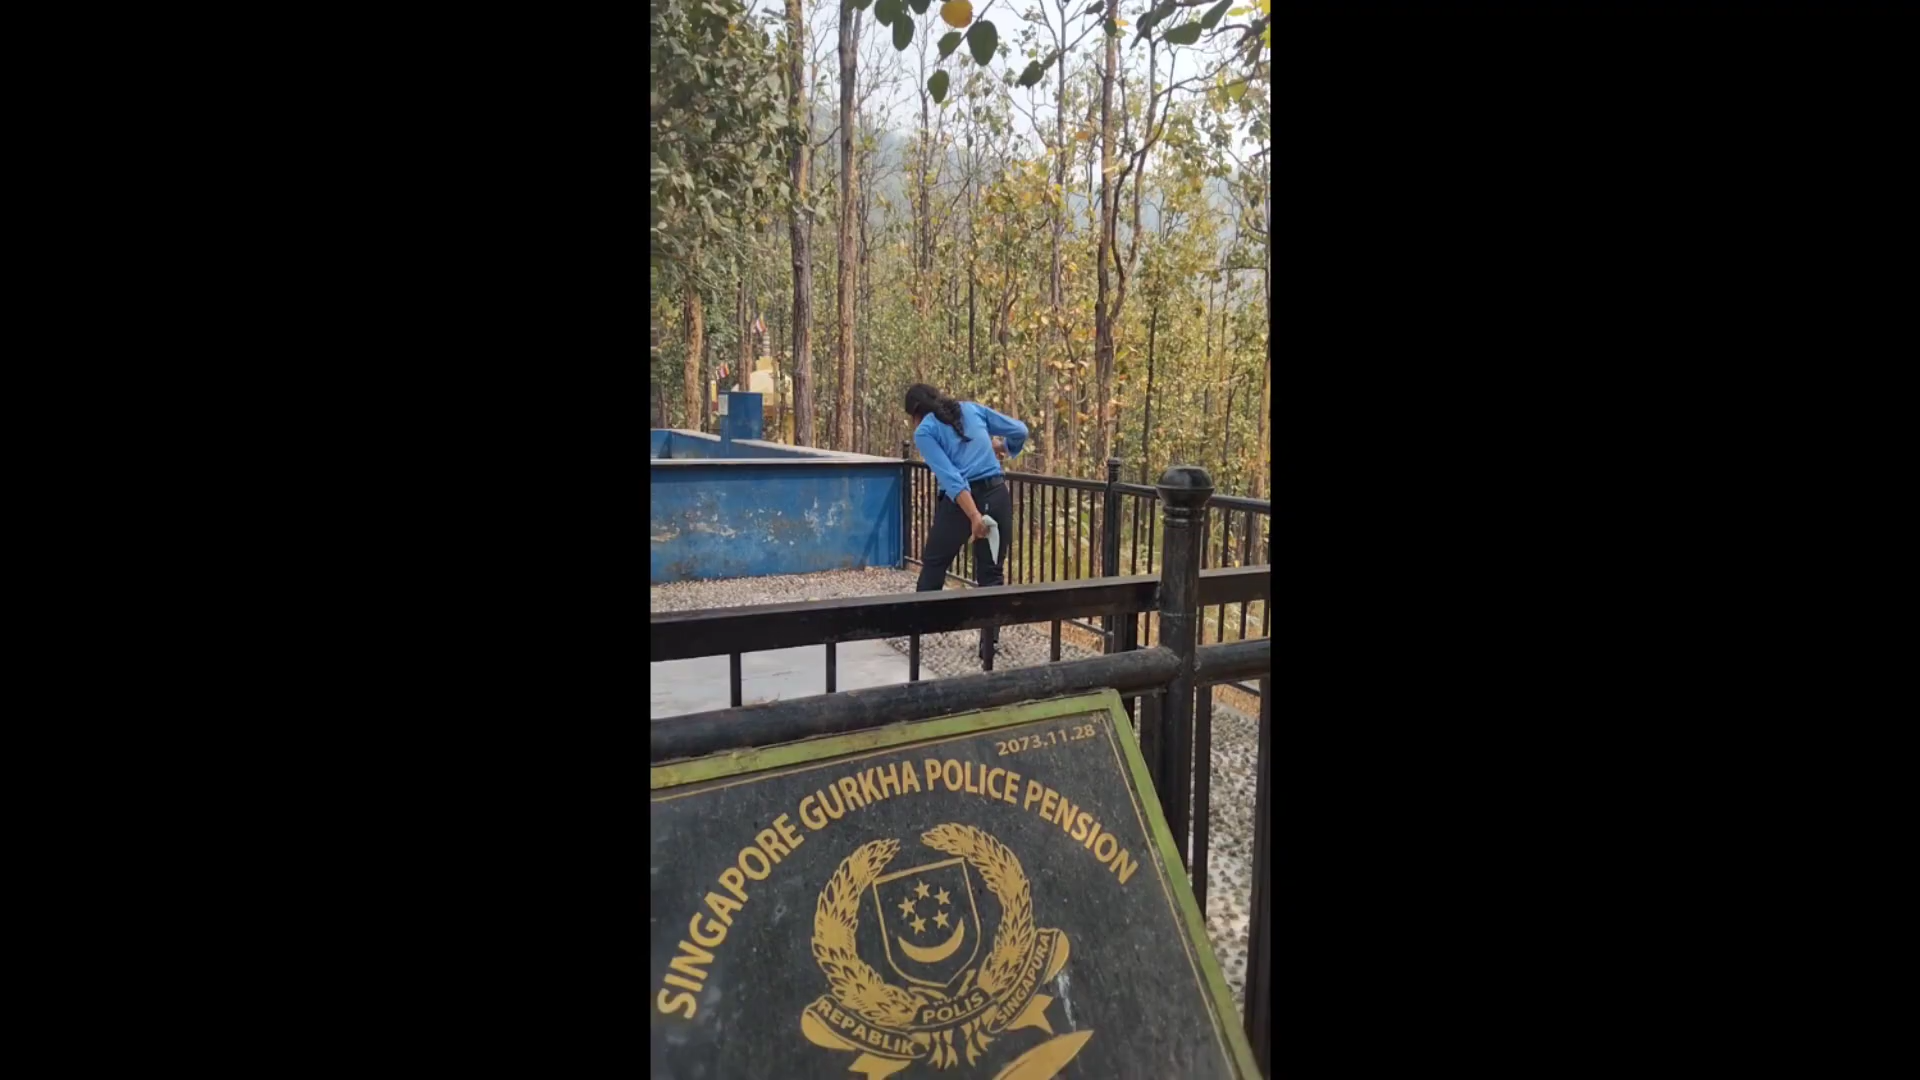 2073.11.28
SINGAPORE GURKHA POLICE PENSION
REPABLIK POLIS SINGAPURA